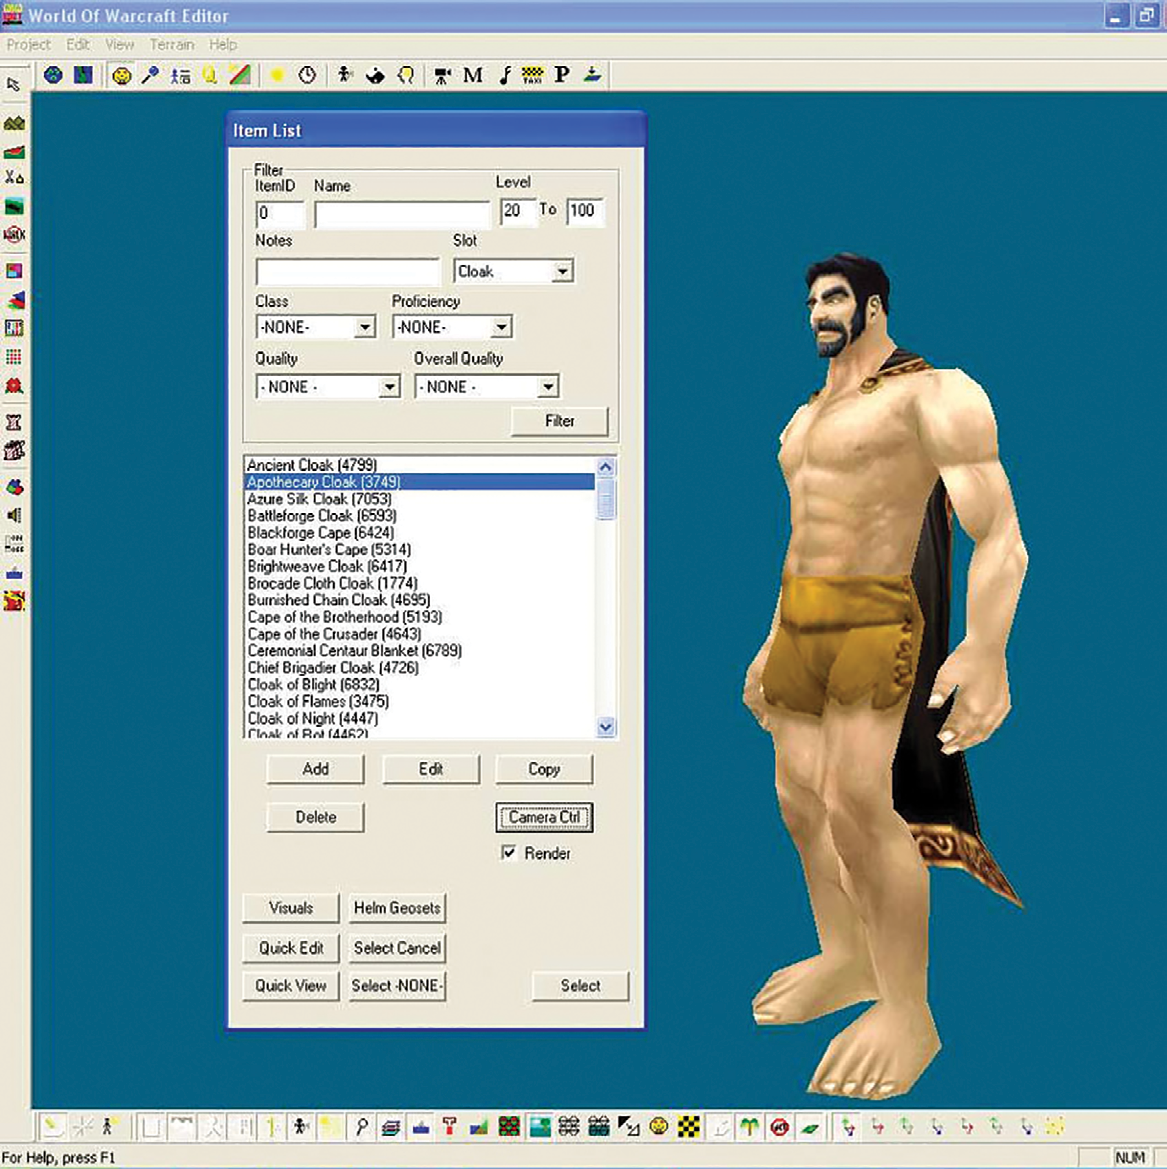 World Of Warcraft Editor
Project Edit View Terrain Help
M TAXI P
Item List
Filter
ItemID Name Level
0 20 To 100
Notes Slot
Cloak
Class Proficiency
-NONE- -NONE-
Quality Overall Quality
- NONE - - NONE -
Filter
Ancient Cloak (4799)
Apothecary Cloak (3749)
Azure Silk Cloak (7053)
Battleforge Cloak (6593)
Blackforge Cape (6424)
Boar Hunter's Cape (5314)
Brightweave Cloak (6417)
Brocade Cloth Cloak (1774)
Burnished Chain Cloak (4695)
Cape of the Brotherhood (5193)
Cape of the Crusader (4643)
Ceremonial Centaur Blanket (6789)
Chief Brigadier Cloak (4726)
Cloak of Blight (6832)
Cloak of Flames (3475)
Cloak of Night (4447)
Cloak of Rot (4462)
Add Edit Copy
Delete Camera Ctrl
Render
Visuals Helm Geosets
Quick Edit Select Cancel
Quick View Select -NONE- Select
For Help, press F1 NUM